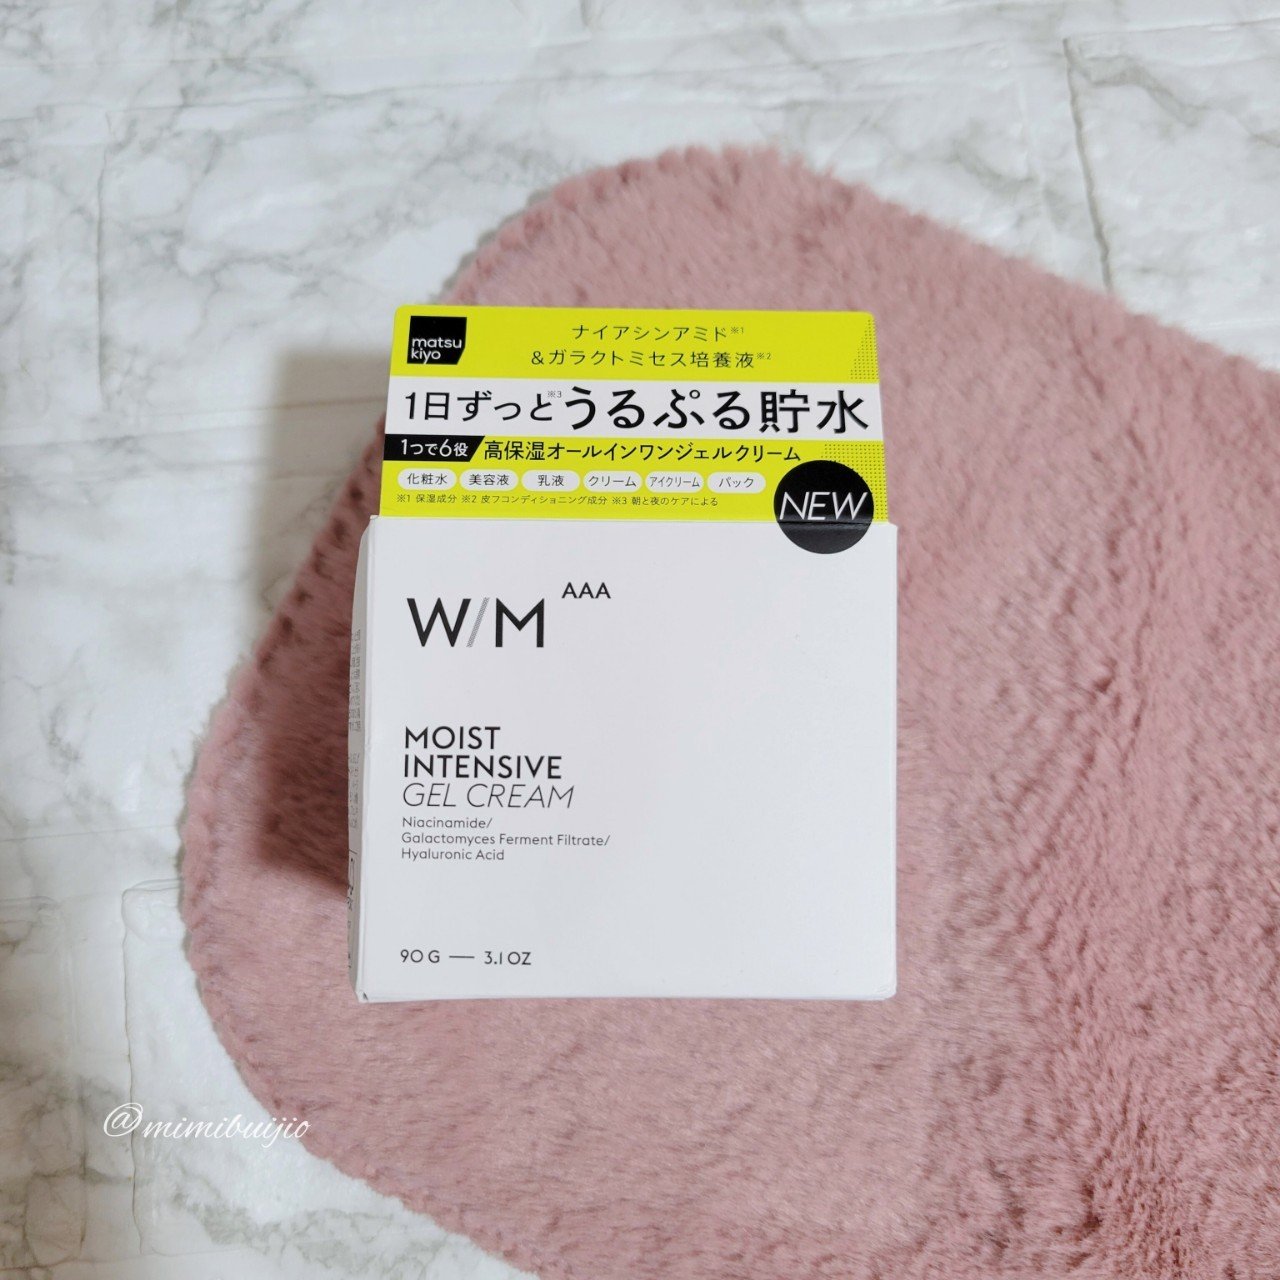 matsu
kiyo
ナイアシンアミド※1
&ガラクトミセス培養液※2
1日ずっと※3うるぷる貯水
1つで6役 高保湿オールインワンジェルクリーム
化粧水 美容液 乳液 クリーム アイクリーム パック
※1 保湿成分 ※2 皮フコンディショニング成分 ※3 朝と夜のケアによる
NEW
W/M AAA
MOIST
INTENSIVE
GEL CREAM
Niacinamide/
Galactomyces Ferment Filtrate/
Hyaluronic Acid
90 G — 3.1 OZ
@mimibuijio